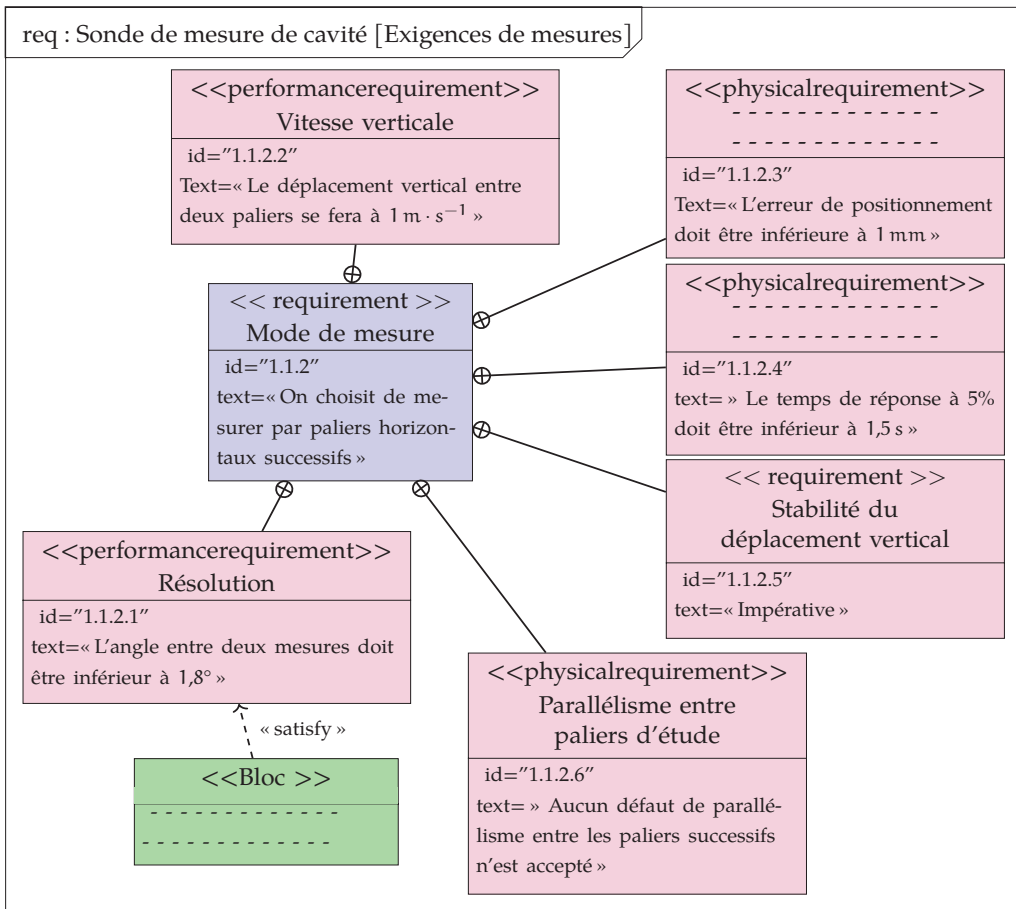 req : Sonde de mesure de cavité [Exigences de mesures]
<<performancerequirement>>
Vitesse verticale
id=”1.1.2.2”
Text=« Le déplacement vertical entre
deux paliers se fera à 1 m · s⁻¹ »
<<physicalrequirement>>
- - - - - - - - - - - - -
- - - - - - - - - - - - -
id=”1.1.2.3”
Text=« L’erreur de positionnement
doit être inférieure à 1 mm »
<< requirement >>
Mode de mesure
id=”1.1.2”
text=« On choisit de me-
surer par paliers horizon-
taux successifs »
<<physicalrequirement>>
- - - - - - - - - - - - -
- - - - - - - - - - - - -
id=”1.1.2.4”
text= » Le temps de réponse à 5%
doit être inférieur à 1,5 s »
<< requirement >>
Stabilité du
déplacement vertical
id=”1.1.2.5”
text=« Impérative »
<<performancerequirement>>
Résolution
id=”1.1.2.1”
text=« L’angle entre deux mesures doit
être inférieur à 1,8° »
« satisfy »
<<Bloc >>
- - - - - - - - - - - - -
- - - - - - - - - - - - -
<<physicalrequirement>>
Parallélisme entre
paliers d’étude
id=”1.1.2.6”
text= » Aucun défaut de parallé-
lisme entre les paliers successifs
n’est accepté »